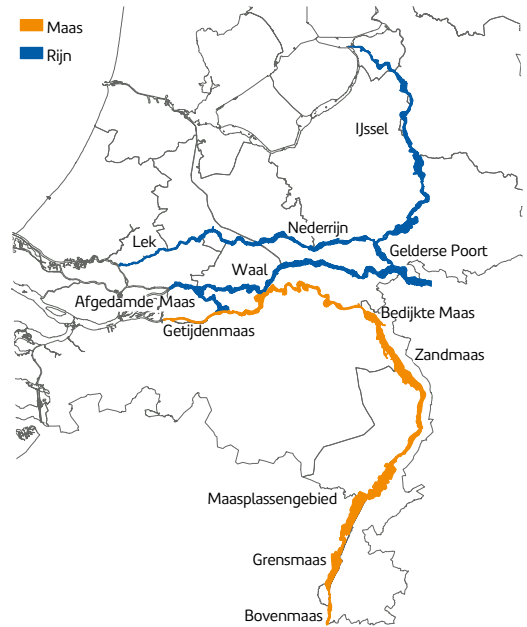 Maas
Rijn
IJssel
Nederrijn
Lek
Gelderse Poort
Waal
Afgedamde Maas
Bedijkte Maas
Getijdenmaas
Zandmaas
Maasplassengebied
Grensmaas
Bovenmaas